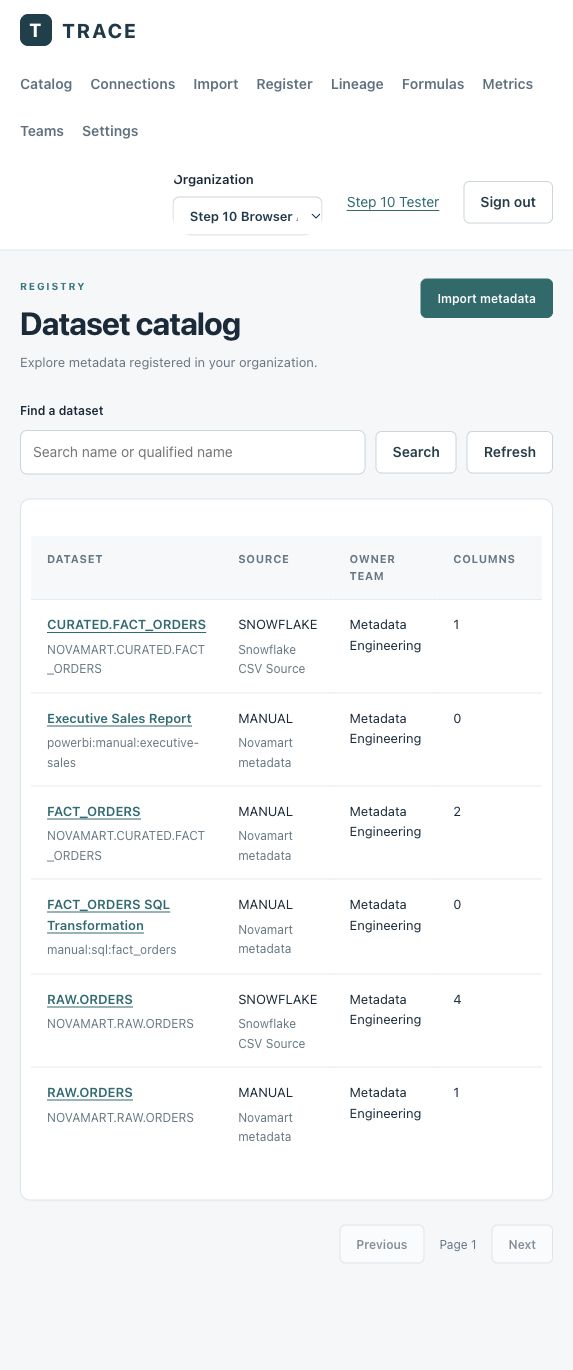 T TRACE
Catalog Connections Import Register Lineage Formulas Metrics
Teams Settings
Organization
Step 10 Browser
Step 10 Tester
Sign out
REGISTRY
Import metadata
Dataset catalog
Explore metadata registered in your organization.
Find a dataset
Search name or qualified name
Search
Refresh
DATASET SOURCE OWNER COLUMNS
TEAM
CURATED.FACT_ORDERS SNOWFLAKE Metadata 1
NOVAMART.CURATED.FACT Snowflake Engineering
_ORDERS CSV Source
Executive Sales Report MANUAL Metadata 0
powerbi:manual:executive- Novamart Engineering
sales metadata
FACT_ORDERS MANUAL Metadata 2
NOVAMART.CURATED.FACT Novamart Engineering
_ORDERS metadata
FACT_ORDERS SQL MANUAL Metadata 0
Transformation Novamart Engineering
manual:sql:fact_orders metadata
RAW.ORDERS SNOWFLAKE Metadata 4
NOVAMART.RAW.ORDERS Snowflake Engineering
CSV Source
RAW.ORDERS MANUAL Metadata 1
NOVAMART.RAW.ORDERS Novamart Engineering
metadata
Previous Page 1 Next